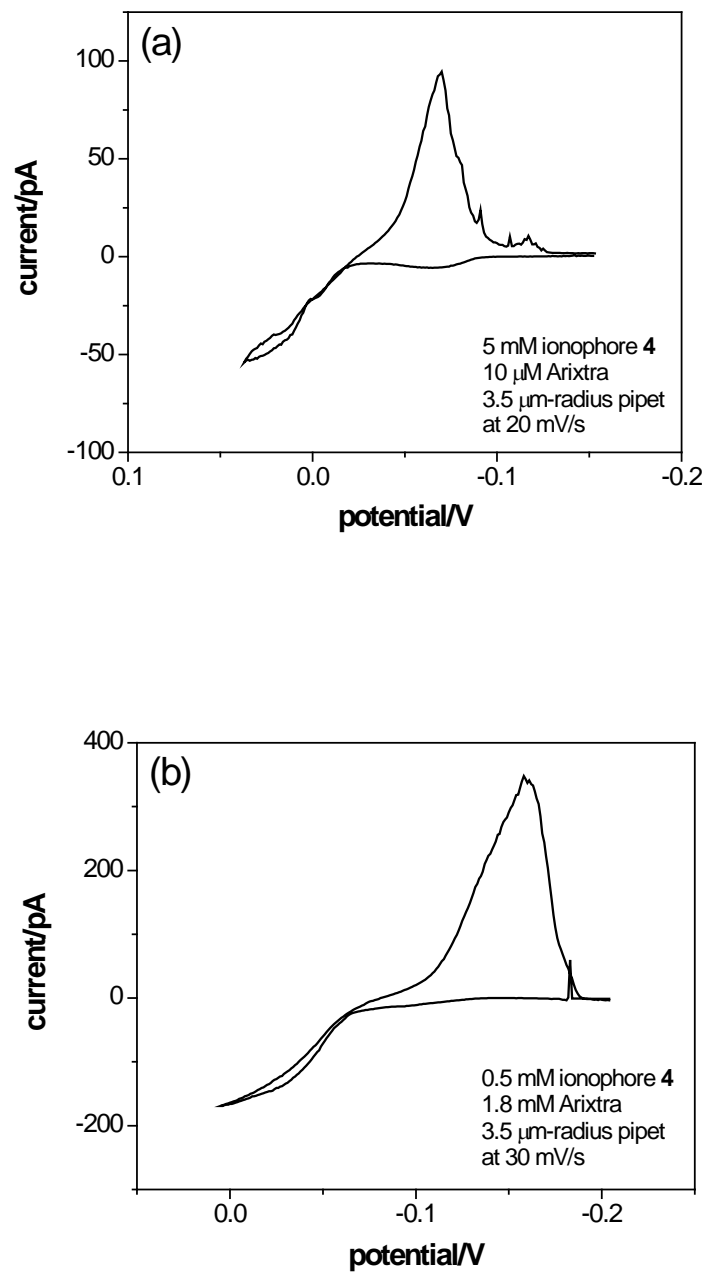 (a)
100
50
0
-50
-100
current/pA
5 mM ionophore 4
10 μM Arixtra
3.5 μm-radius pipet
at 20 mV/s
0.1 0.0 -0.1 -0.2
potential/V
(b)
400
200
0
-200
current/pA
0.5 mM ionophore 4
1.8 mM Arixtra
3.5 μm-radius pipet
at 30 mV/s
0.0 -0.1 -0.2
potential/V